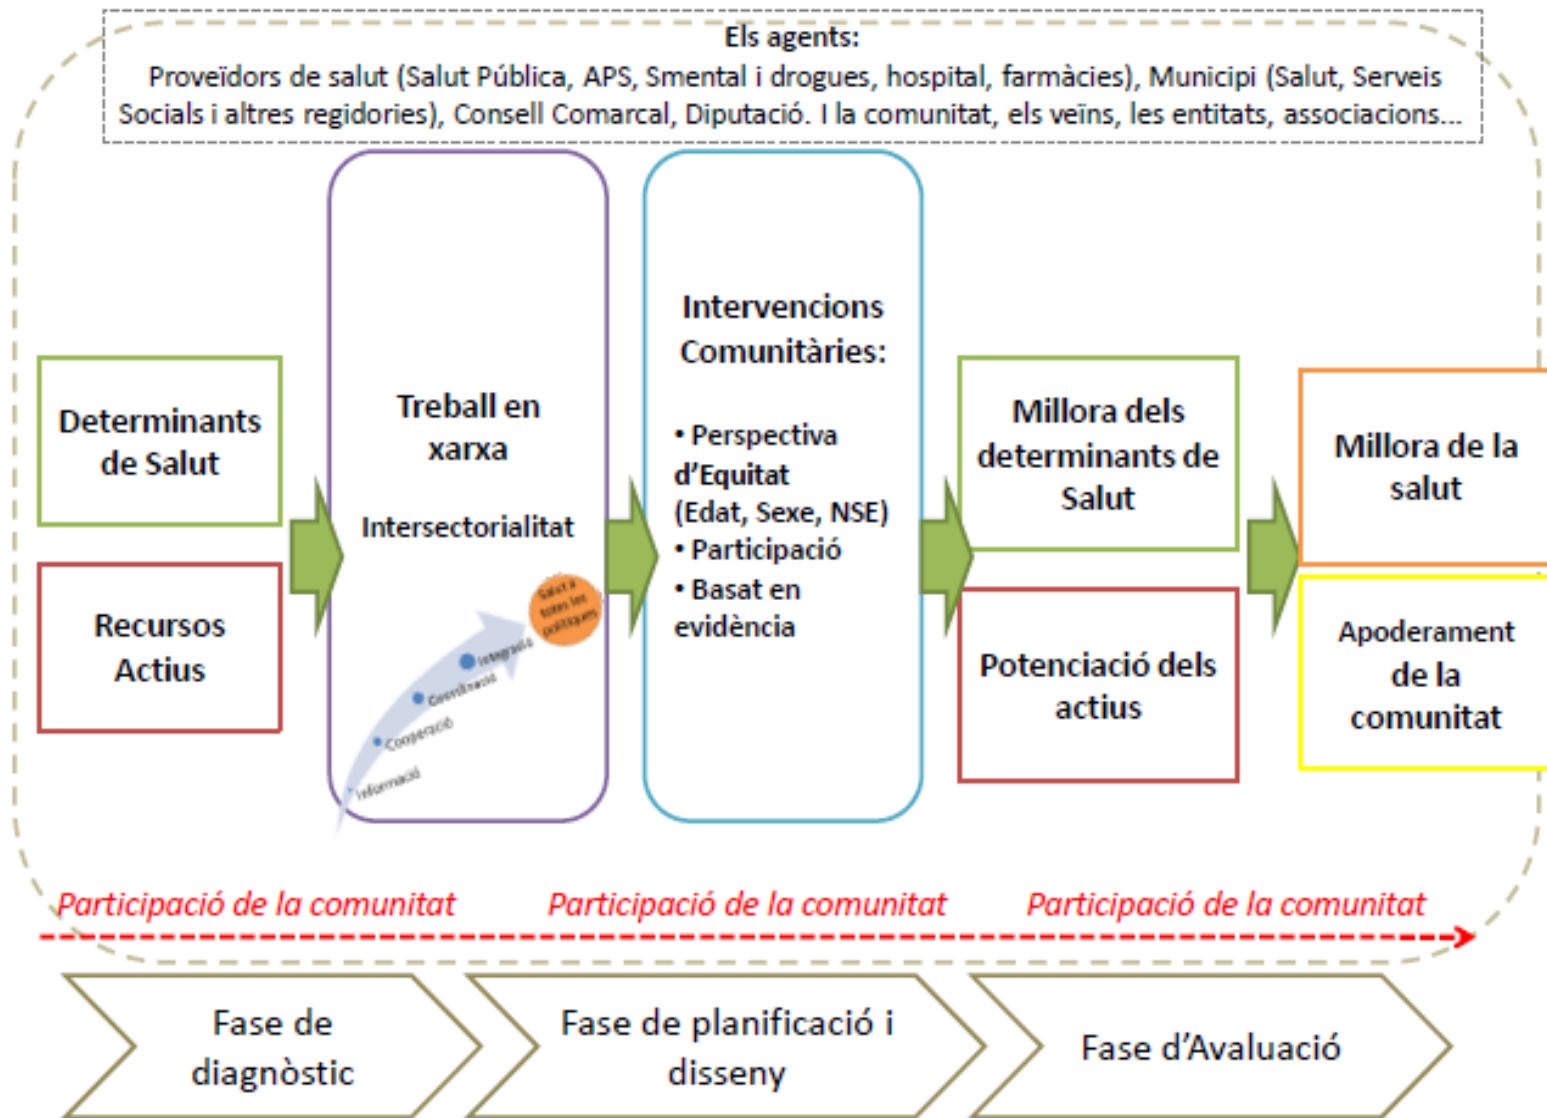 Els agents:
Proveïdors de salut (Salut Pública, APS, Smental i drogues, hospital, farmàcies), Municipi (Salut, Serveis
Socials i altres regidories), Consell Comarcal, Diputació. I la comunitat, els veïns, les entitats, associacions...
Determinants
de Salut
Recursos
Actius
Treball en
xarxa
Intersectorialitat
Salut a
totes les
polítiques
Integració
Coordinació
Cooperació
Informació
Intervencions
Comunitàries:
• Perspectiva
d’Equitat
(Edat, Sexe, NSE)
• Participació
• Basat en
evidència
Millora dels
determinants de
Salut
Potenciació dels
actius
Millora de la
salut
Apoderament
de la
comunitat
Participació de la comunitat
Participació de la comunitat
Participació de la comunitat
Fase de
diagnòstic
Fase de planificació i
disseny
Fase d’Avaluació